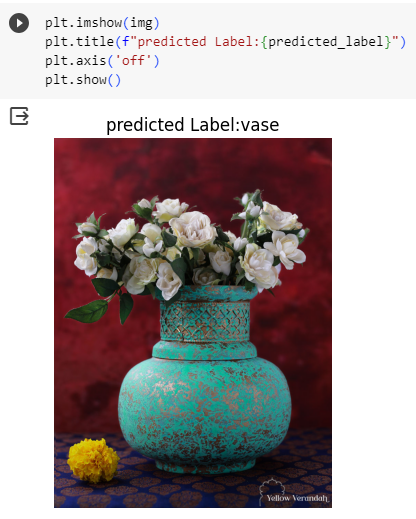 plt.imshow(img)
plt.title(f"predicted Label:{predicted_label}")
plt.axis('off')
plt.show()
predicted Label:vase
Yellow Verandah